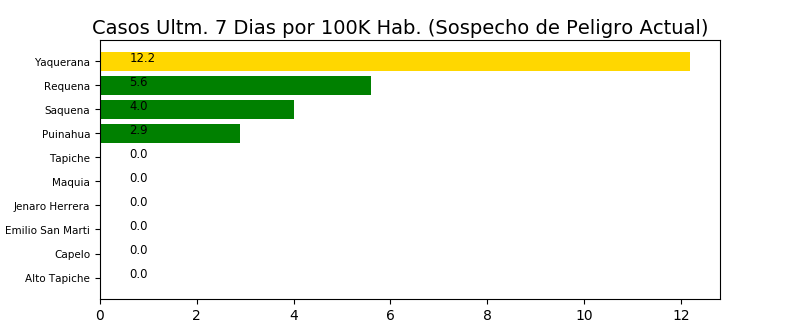 Casos Ultm. 7 Dias por 100K Hab. (Sospecho de Peligro Actual)
Yaquerana 12.2
Requena 5.6
Saquena 4.0
Puinahua 2.9
Tapiche 0.0
Maquia 0.0
Jenaro Herrera 0.0
Emilio San Marti 0.0
Capelo 0.0
Alto Tapiche 0.0
0 2 4 6 8 10 12